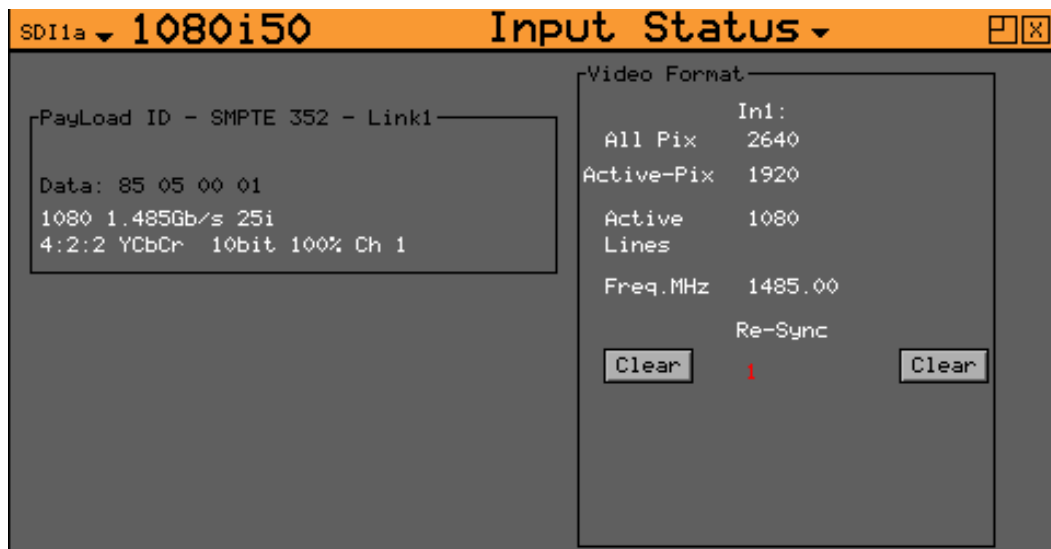 SDI1a 1080i50 Input Status
PayLoad ID - SMPTE 352 - Link1
Data: 85 05 00 01
1080 1.485Gb/s 25i
4:2:2 YCbCr 10bit 100% Ch 1
Video Format
In1:
All Pix 2640
Active-Pix 1920
Active 1080
Lines
Freq.MHz 1485.00
Re-Sync
Clear 1 Clear